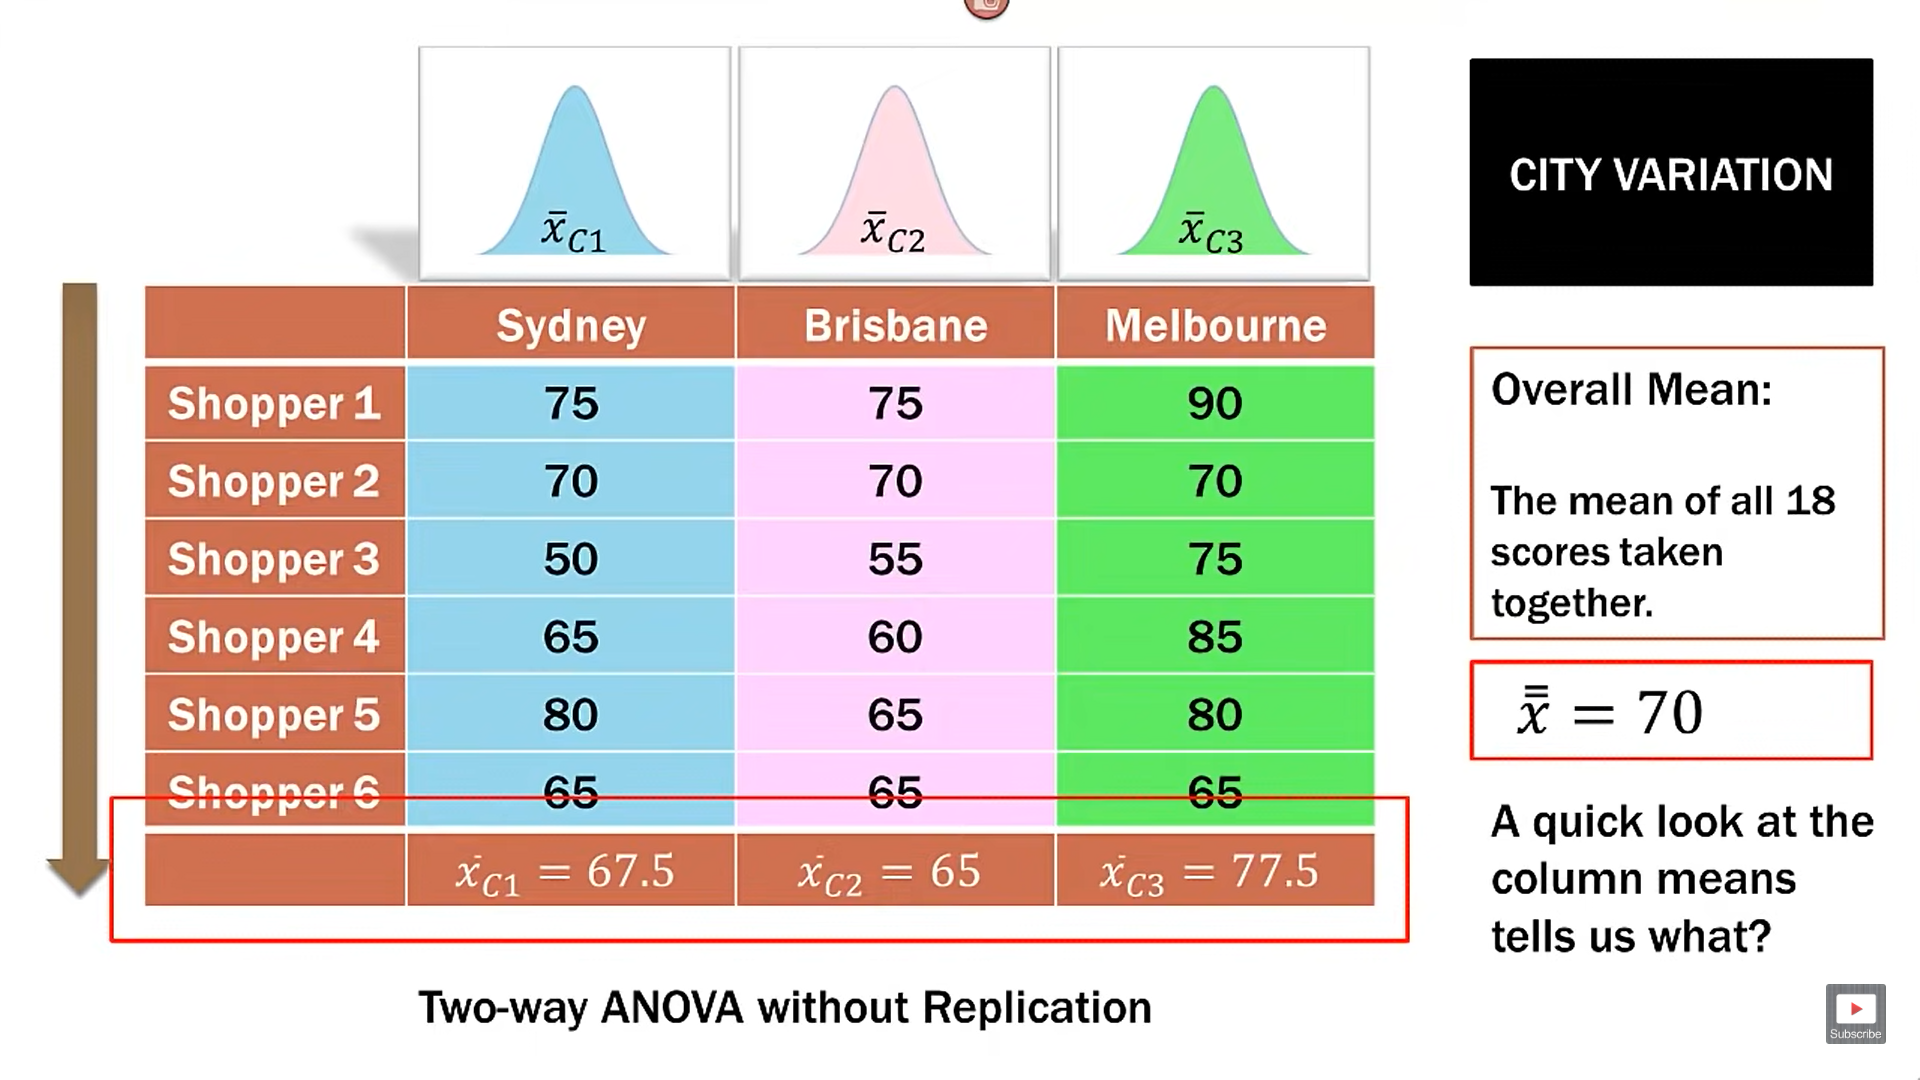 x̄C1 x̄C2 x̄C3
CITY VARIATION
Sydney Brisbane Melbourne
Shopper 1 75 75 90
Shopper 2 70 70 70
Shopper 3 50 55 75
Shopper 4 65 60 85
Shopper 5 80 65 80
Shopper 6 65 65 65
x̄C1 = 67.5 x̄C2 = 65 x̄C3 = 77.5
Overall Mean:
The mean of all 18
scores taken
together.
x̿ = 70
A quick look at the
column means
tells us what?
Two-way ANOVA without Replication
Subscribe